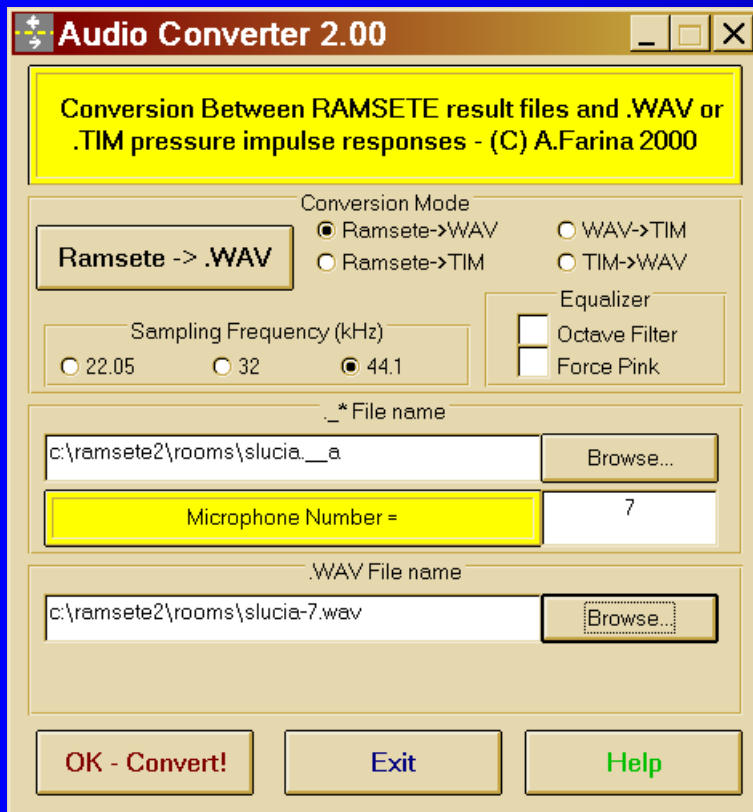 Audio Converter 2.00
Conversion Between RAMSETE result files and .WAV or
.TIM pressure impulse responses - (C) A.Farina 2000
Conversion Mode
Ramsete -> .WAV
Ramsete->WAV
WAV->TIM
Ramsete->TIM
TIM->WAV
Equalizer
Octave Filter
Force Pink
Sampling Frequency (kHz)
22.05
32
44.1
._* File name
c:\ramsete2\rooms\slucia.__a
Browse...
Microphone Number =
7
.WAV File name
c:\ramsete2\rooms\slucia-7.wav
Browse...
OK - Convert!
Exit
Help